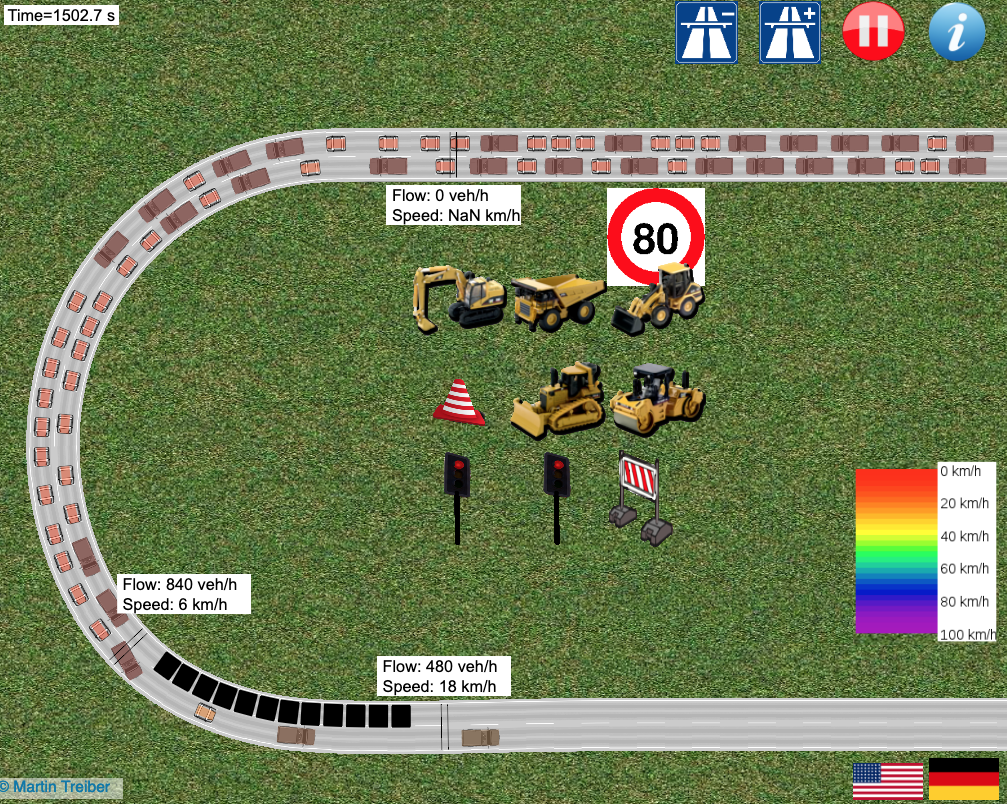 Time=1502.7 s
Flow: 0 veh/h
Speed: NaN km/h
80
0 km/h
20 km/h
40 km/h
60 km/h
80 km/h
100 km/h
Flow: 840 veh/h
Speed: 6 km/h
Flow: 480 veh/h
Speed: 18 km/h
© Martin Treiber